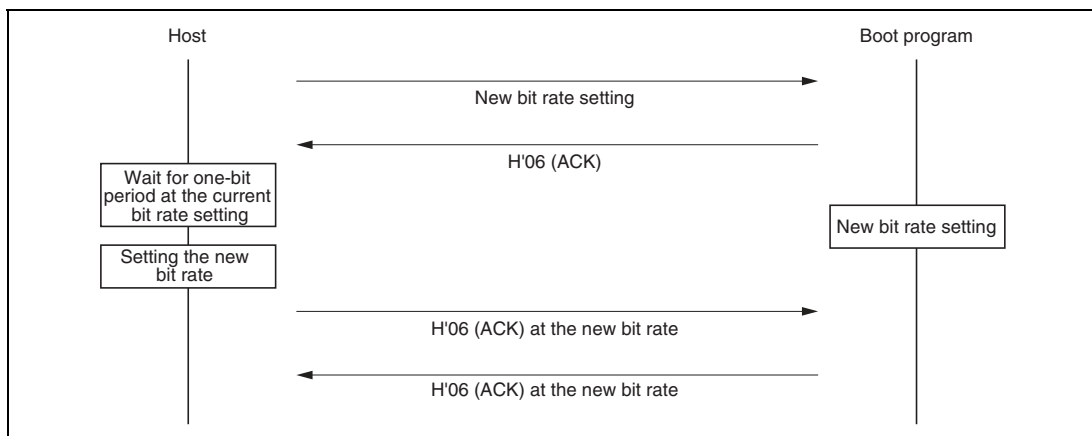 Host
Boot program
New bit rate setting
H'06 (ACK)
Wait for one-bit
period at the current
bit rate setting
New bit rate setting
Setting the new
bit rate
H'06 (ACK) at the new bit rate
H'06 (ACK) at the new bit rate